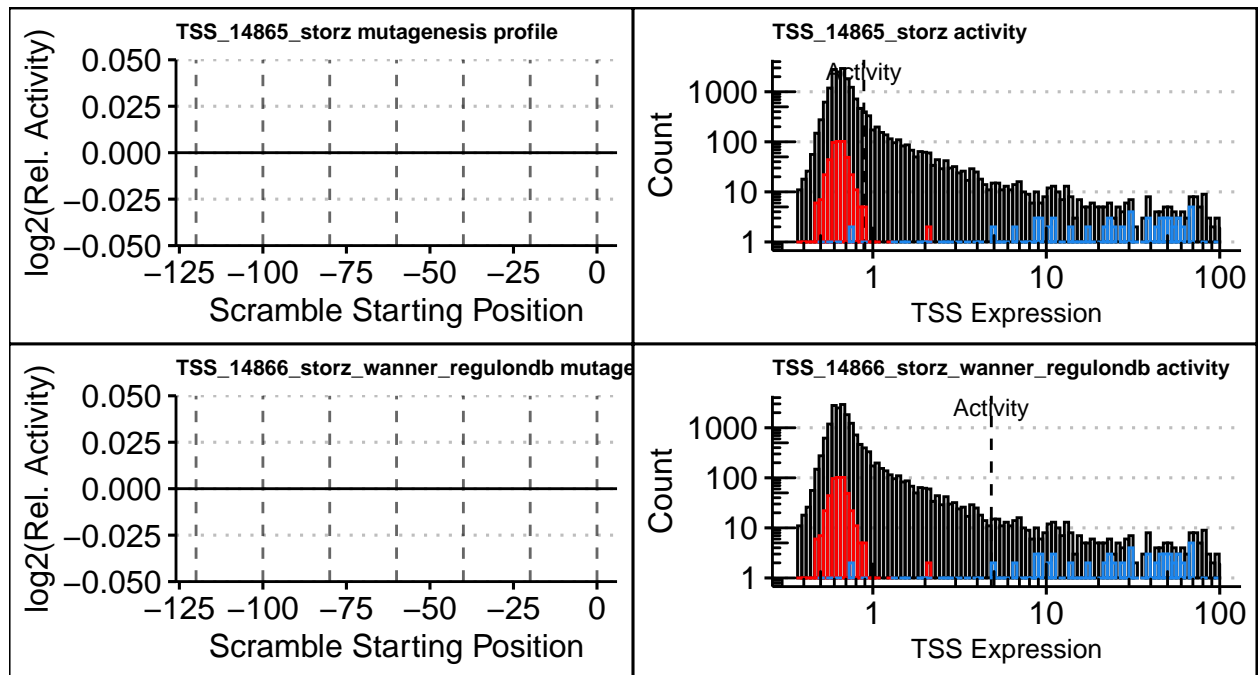 TSS_14865_storz mutagenesis profile
log2(Rel. Activity)
0.050
0.025
0.000
−0.025
−0.050
−125 −100 −75 −50 −25 0
Scramble Starting Position
TSS_14865_storz activity
Activity
Count
1000
100
10
1
1 10 100
TSS Expression
TSS_14866_storz_wanner_regulondb mutage
log2(Rel. Activity)
0.050
0.025
0.000
−0.025
−0.050
−125 −100 −75 −50 −25 0
Scramble Starting Position
TSS_14866_storz_wanner_regulondb activity
Activity
Count
1000
100
10
1
1 10 100
TSS Expression